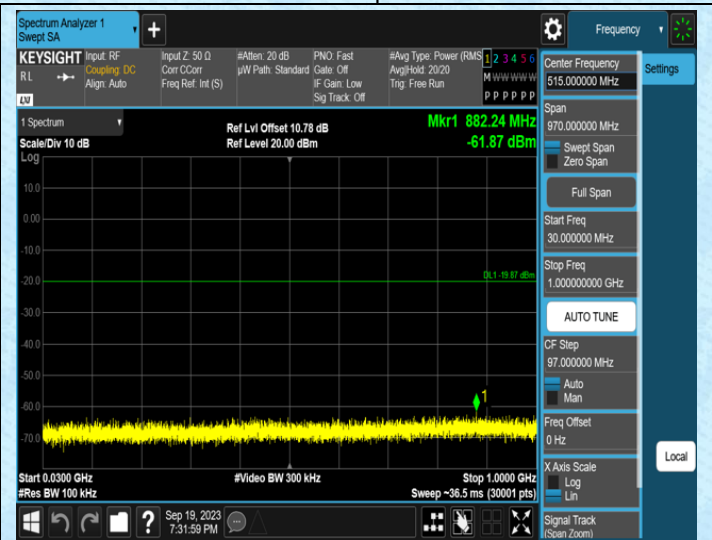 Spectrum Analyzer 1
Swept SA
+
Frequency
KEYSIGHT
RL
LXI
Input: RF
Coupling: DC
Align: Auto
Input Z: 50 Ω
Corr CCorr
Freq Ref: Int (S)
#Atten: 20 dB
µW Path: Standard
PNO: Fast
Gate: Off
IF Gain: Low
Sig Track: Off
#Avg Type: Power (RMS
Avg|Hold: 20/20
Trig: Free Run
1 2 3 4 5 6
M W W W W W
P P P P P P
1 Spectrum
Scale/Div 10 dB
Log
Ref Lvl Offset 10.78 dB
Ref Level 20.00 dBm
Mkr1 882.24 MHz
-61.87 dBm
10.0
0.00
-10.0
-20.0
-30.0
-40.0
-50.0
-60.0
-70.0
DL1 -19.87 dBm
1
Start 0.0300 GHz
#Res BW 100 kHz
#Video BW 300 kHz
Stop 1.0000 GHz
Sweep ~36.5 ms (30001 pts)
?
Sep 19, 2023
7:31:59 PM
Center Frequency
515.000000 MHz
Settings
Span
970.000000 MHz
Swept Span
Zero Span
Full Span
Start Freq
30.000000 MHz
Stop Freq
1.000000000 GHz
AUTO TUNE
CF Step
97.000000 MHz
Auto
Man
Freq Offset
0 Hz
Local
X Axis Scale
Log
Lin
Signal Track
(Span Zoom)